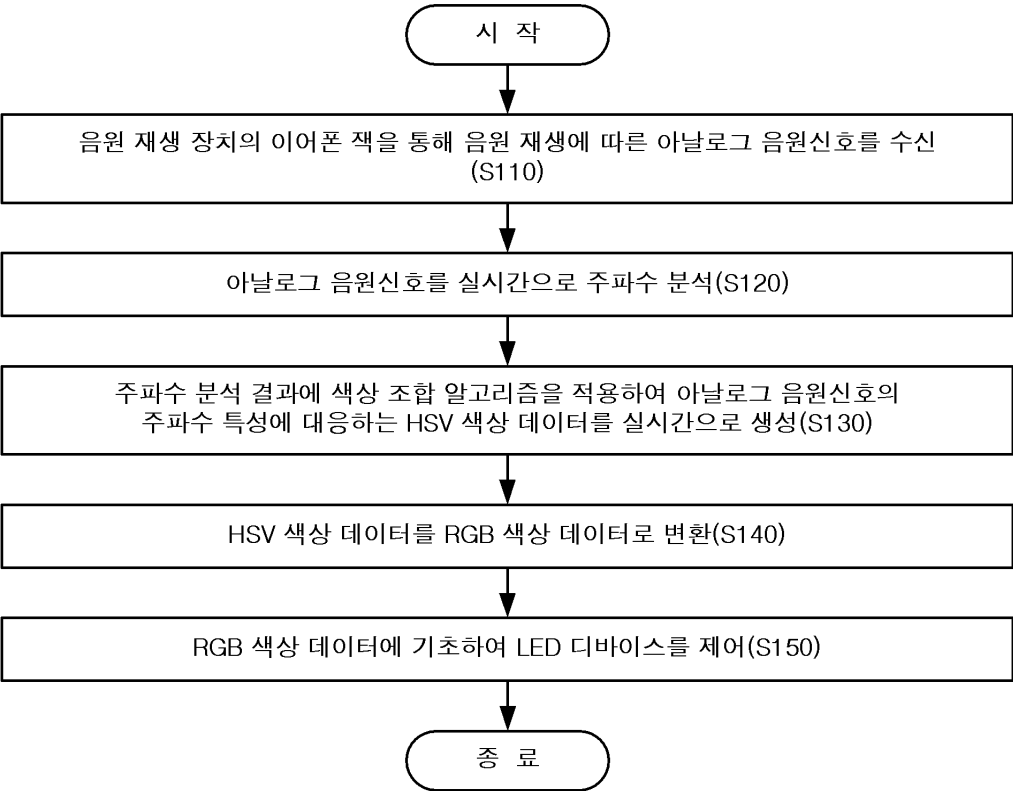 시 작
음원 재생 장치의 이어폰 잭을 통해 음원 재생에 따른 아날로그 음원신호를 수신
(S110)
아날로그 음원신호를 실시간으로 주파수 분석(S120)
주파수 분석 결과에 색상 조합 알고리즘을 적용하여 아날로그 음원신호의
주파수 특성에 대응하는 HSV 색상 데이터를 실시간으로 생성(S130)
HSV 색상 데이터를 RGB 색상 데이터로 변환(S140)
RGB 색상 데이터에 기초하여 LED 디바이스를 제어(S150)
종 료